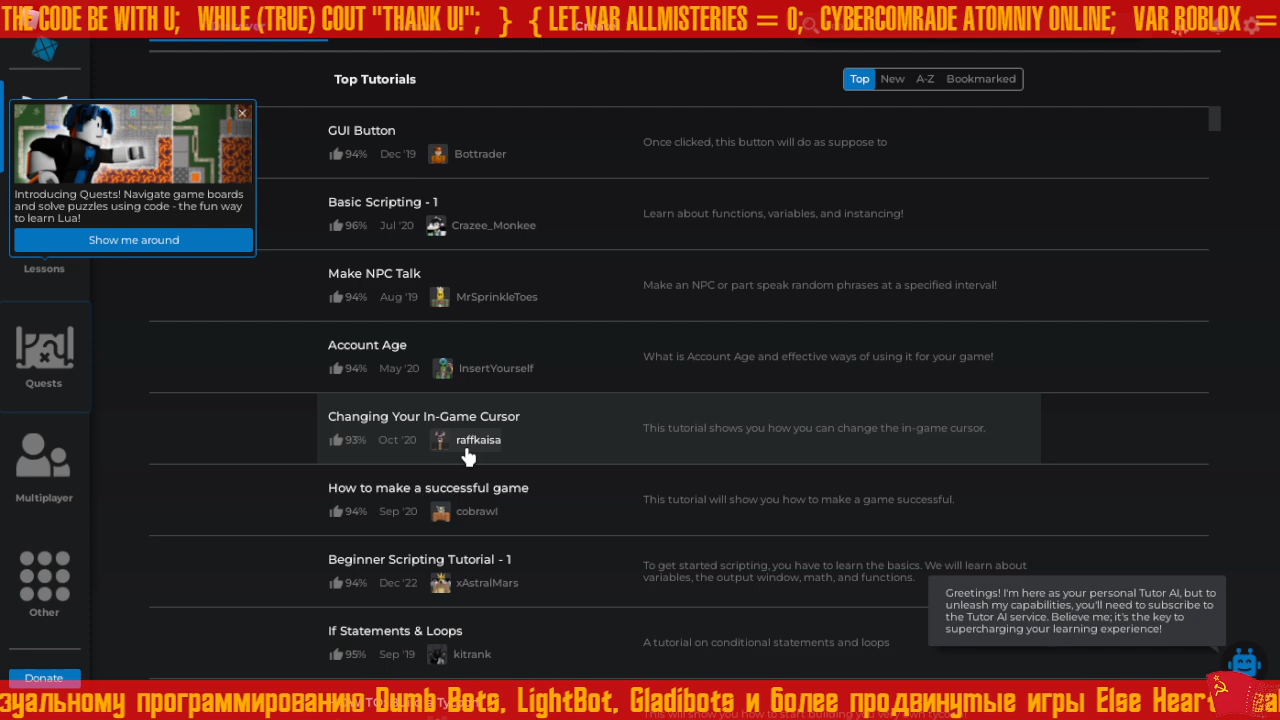 THE CODE BE WITH U; WHILE (TRUE) COUT "THANK U!"; } { LET VAR ALLMISTERIES == 0; CYBERCOMRADE ATOMNIY ONLINE; VAR ROBLOX ==
Top Tutorials
Top New A-Z Bookmarked
GUI Button
94% Dec '19 Bottrader
Once clicked, this button will do as suppose to
Introducing Quests! Navigate game boards
and solve puzzles using code - the fun way
to learn Lua!
Show me around
Basic Scripting - 1
96% Jul '20 Crazee_Monkee
Learn about functions, variables, and instancing!
Lessons
Make NPC Talk
94% Aug '19 MrSprinkleToes
Make an NPC or part speak random phrases at a specified interval!
Quests
Account Age
94% May '20 InsertYourself
What is Account Age and effective ways of using it for your game!
Changing Your In-Game Cursor
93% Oct '20 raffkaisa
This tutorial shows you how you can change the in-game cursor.
Multiplayer
How to make a successful game
94% Sep '20 cobrawl
This tutorial will show you how to make a game successful.
Beginner Scripting Tutorial - 1
94% Dec '22 xAstralMars
To get started scripting, you have to learn the basics. We will learn about
variables, the output window, math, and functions.
Other
If Statements & Loops
95% Sep '19 kitrank
A tutorial on conditional statements and loops
Greetings! I'm here as your personal Tutor AI, but to
unleash my capabilities, you'll need to subscribe to
the Tutor AI service. Believe me; it's the key to
supercharging your learning experience!
Donate
зуальному программированию Dumb Bots, LightBot, Gladibots и более продвинутые игры Else Heart